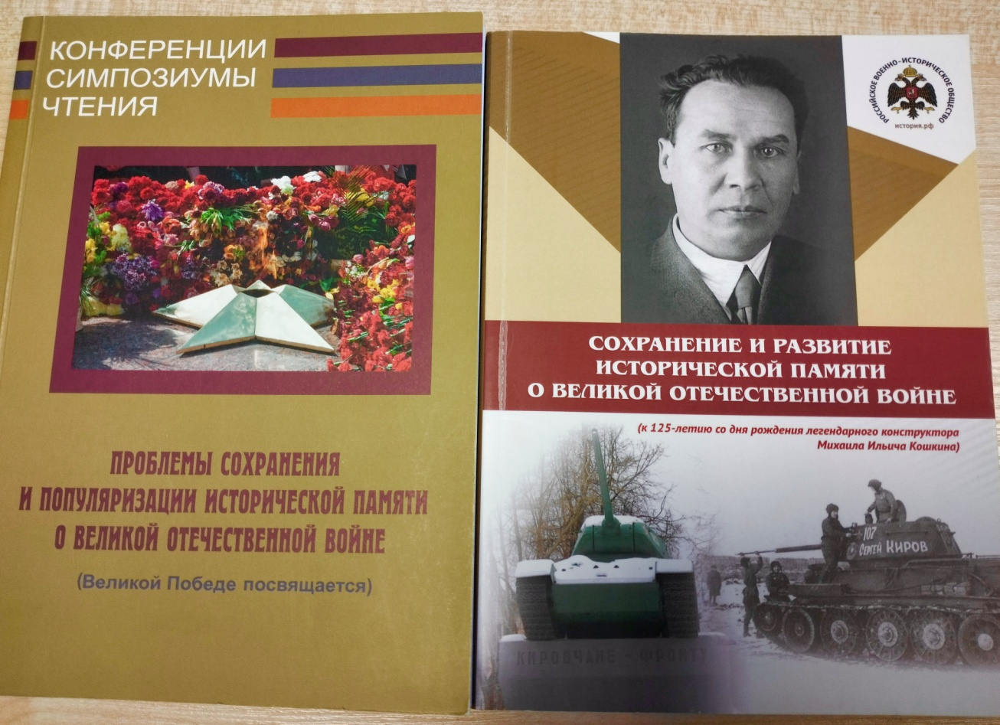 КОНФЕРЕНЦИИ
СИМПОЗИУМЫ
ЧТЕНИЯ
ПРОБЛЕМЫ СОХРАНЕНИЯ
И ПОПУЛЯРИЗАЦИИ ИСТОРИЧЕСКОЙ ПАМЯТИ
О ВЕЛИКОЙ ОТЕЧЕСТВЕННОЙ ВОЙНЕ
(Великой Победе посвящается)
РОССИЙСКОЕ ВОЕННО-ИСТОРИЧЕСКОЕ ОБЩЕСТВО
история.рф
СОХРАНЕНИЕ И РАЗВИТИЕ
ИСТОРИЧЕСКОЙ ПАМЯТИ
О ВЕЛИКОЙ ОТЕЧЕСТВЕННОЙ ВОЙНЕ
(к 125-летию со дня рождения легендарного конструктора
Михаила Ильича Кошкина)
107
СЕРГЕЙ КИРОВ
КИРОВЧАНЕ - ФРОНТУ